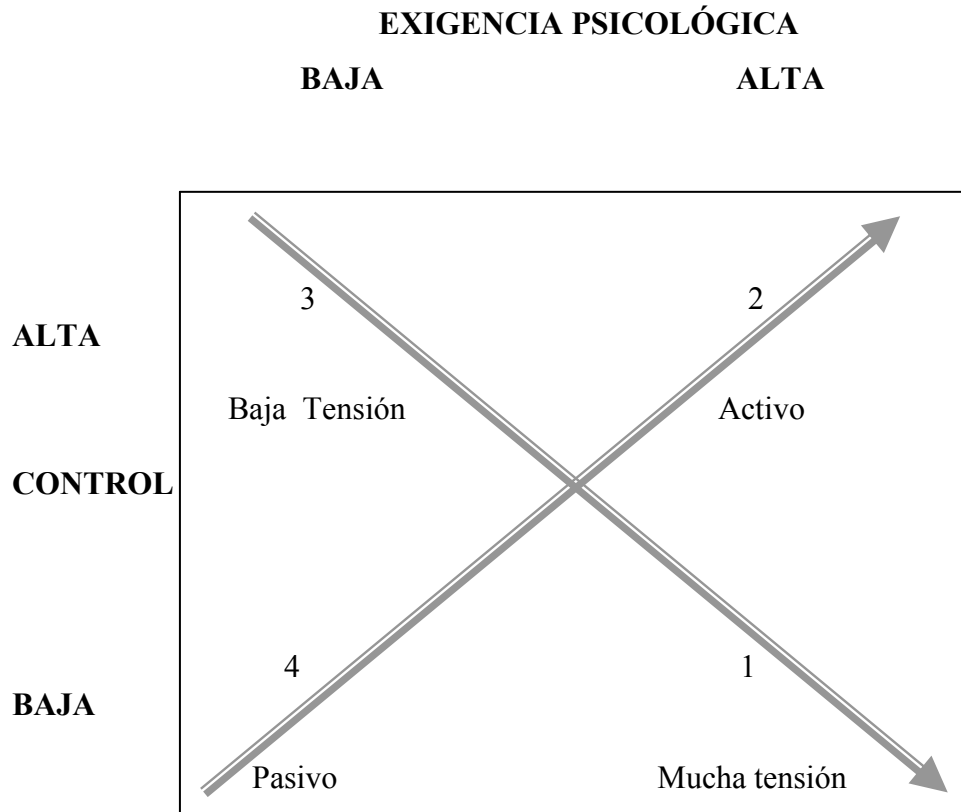 EXIGENCIA PSICOLÓGICA
BAJA ALTA
3 2
ALTA
Baja Tensión Activo
CONTROL
4 1
BAJA
Pasivo Mucha tensión